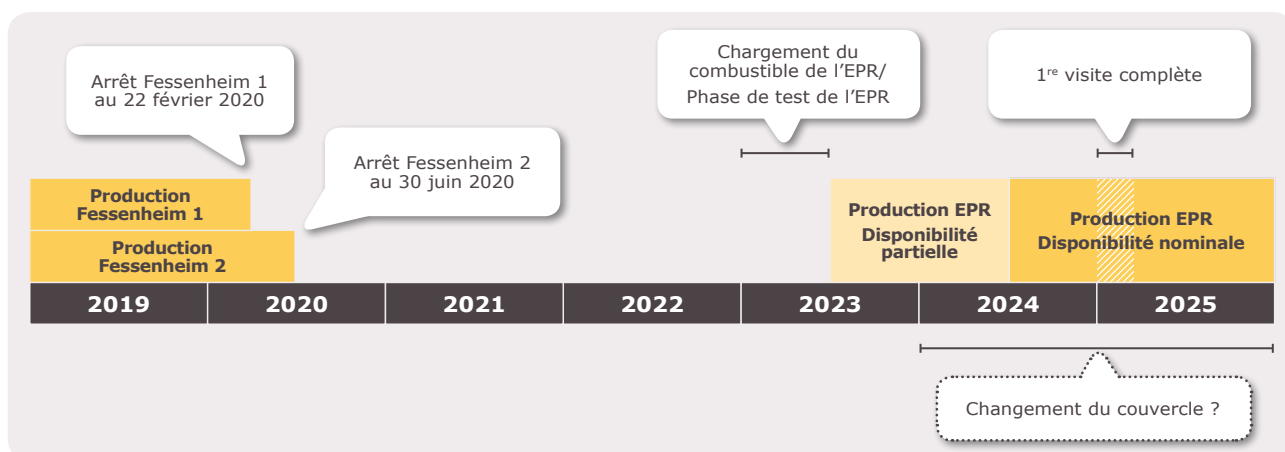 Arrêt Fessenheim 1
au 22 février 2020
Arrêt Fessenheim 2
au 30 juin 2020
Chargement du
combustible de l’EPR/
Phase de test de l’EPR
1re visite complète
Production
Fessenheim 1
Production
Fessenheim 2
Production EPR
Disponibilité
partielle
Production EPR
Disponibilité nominale
2019
2020
2021
2022
2023
2024
2025
Changement du couvercle ?